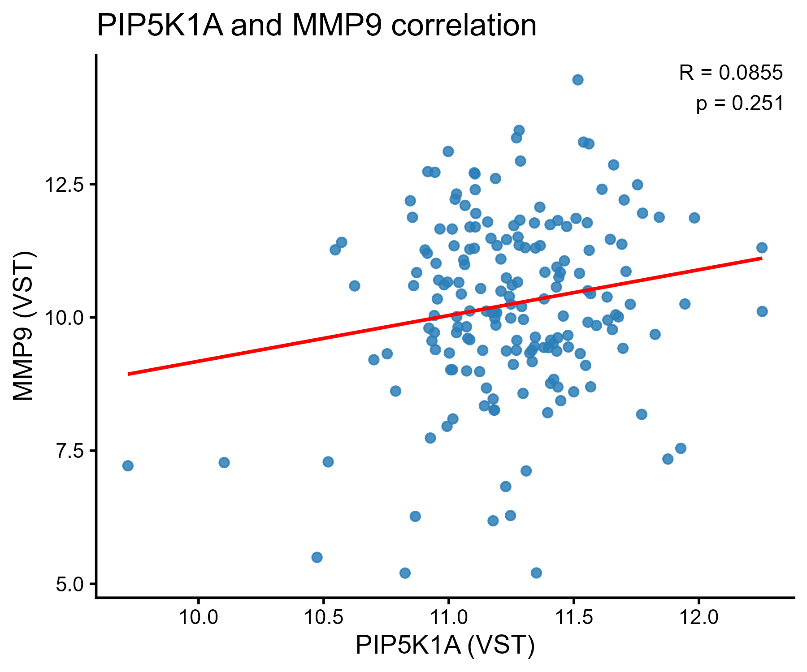 PIP5K1A and MMP9 correlation
R = 0.0855
p = 0.251
MMP9 (VST)
12.5
10.0
7.5
5.0
10.0 10.5 11.0 11.5 12.0
PIP5K1A (VST)